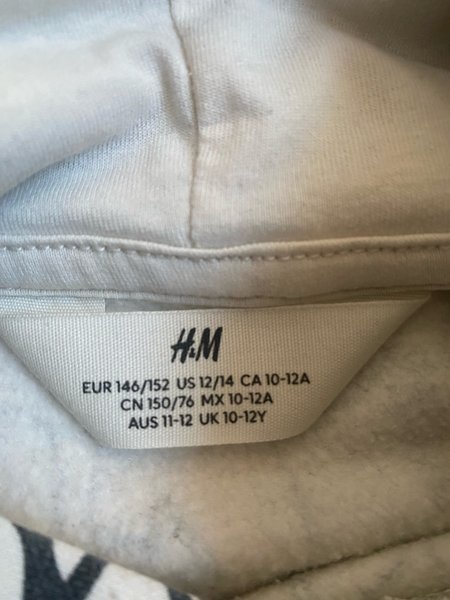 H&M
EUR 146/152 US 12/14 CA 10-12A
CN 150/76 MX 10-12A
AUS 11-12 UK 10-12Y